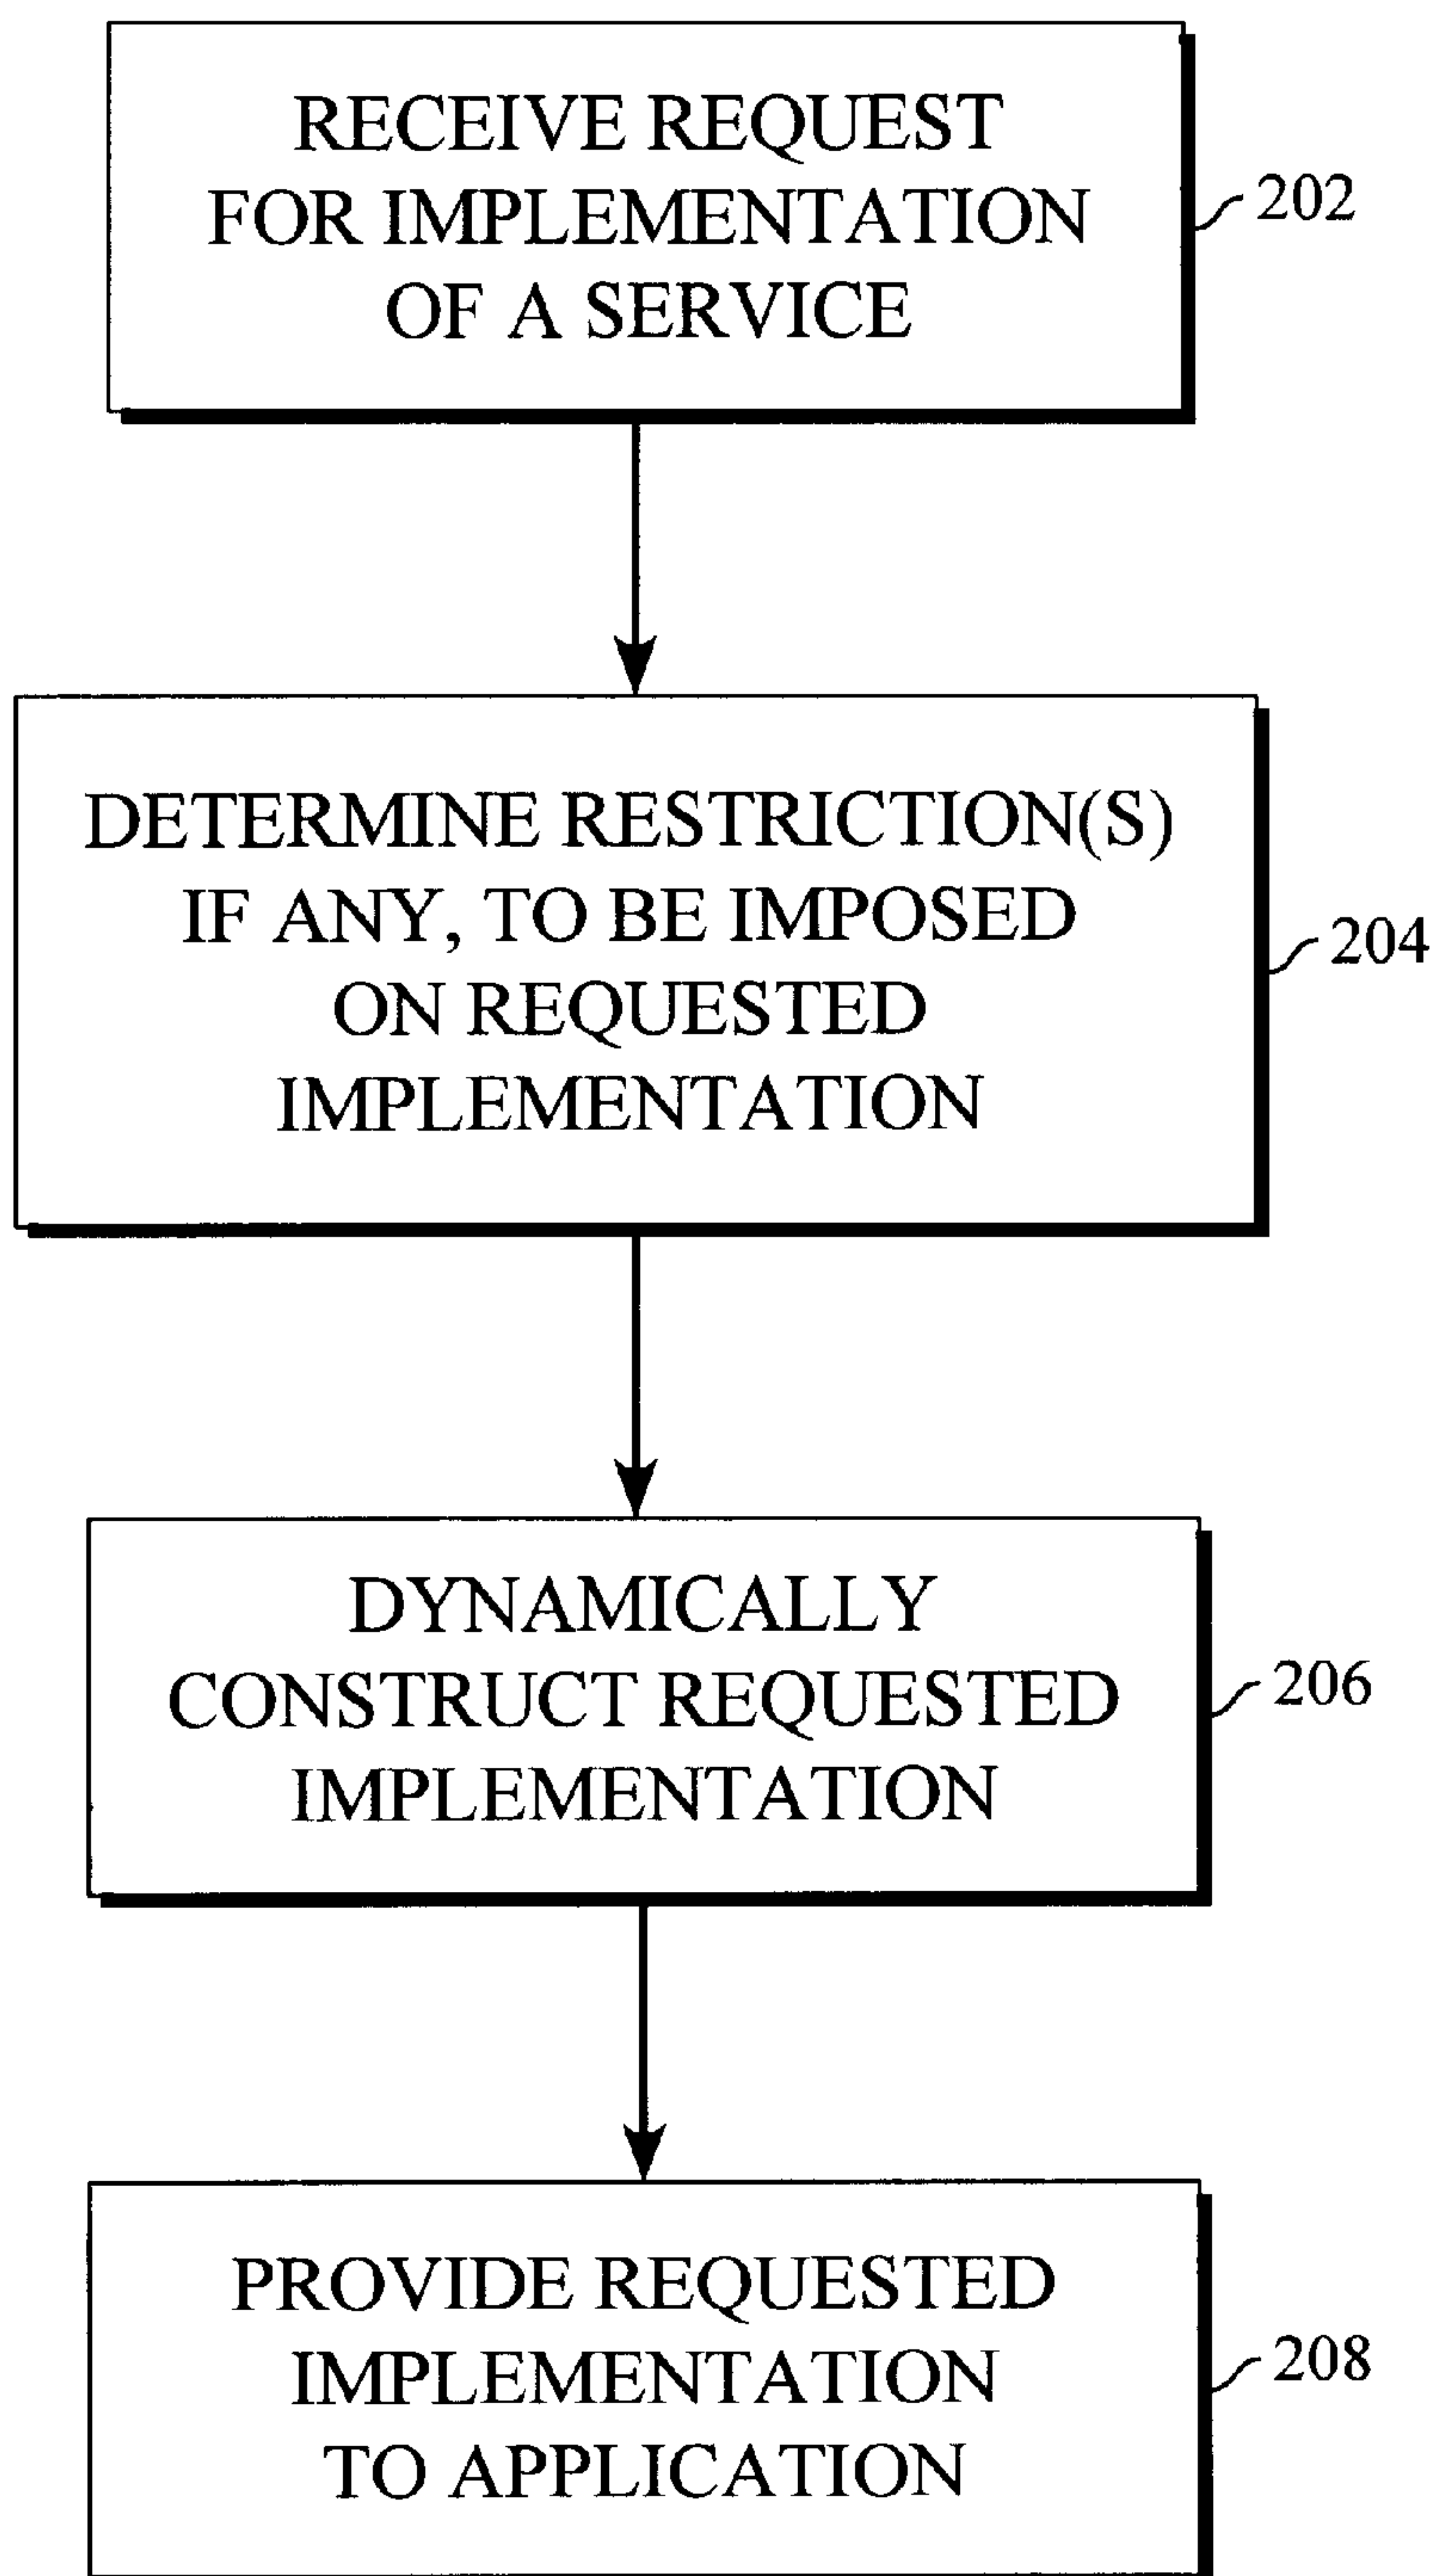 RECEIVE REQUEST
FOR IMPLEMENTATION
OF A SERVICE
202
DETERMINE RESTRICTION(S)
IF ANY, TO BE IMPOSED
ON REQUESTED
IMPLEMENTATION
204
DYNAMICALLY
CONSTRUCT REQUESTED
IMPLEMENTATION
206
PROVIDE REQUESTED
IMPLEMENTATION
TO APPLICATION
208